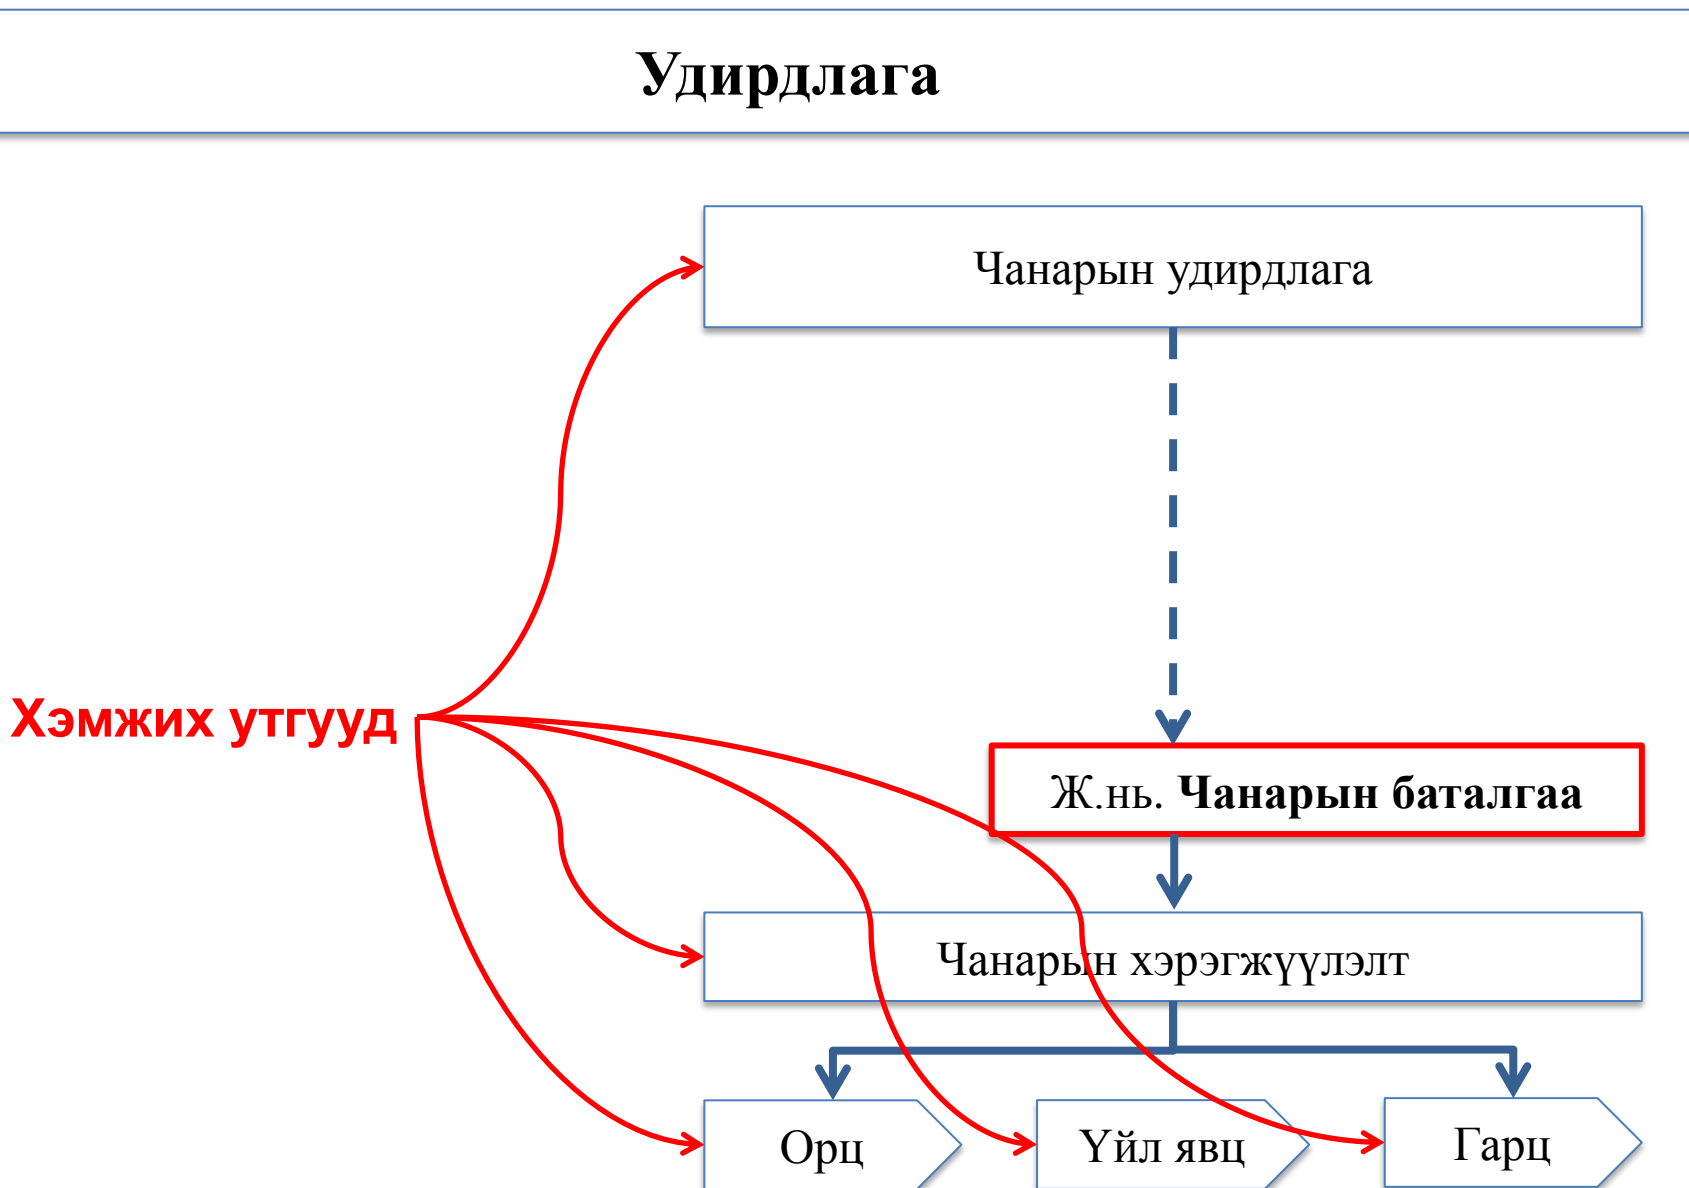 Удирдлага
Чанарын удирдлага
Хэмжих утгууд
Ж.нь. Чанарын баталгаа
Чанарын хэрэгжүүлэлт
Орц
Үйл явц
Гарц